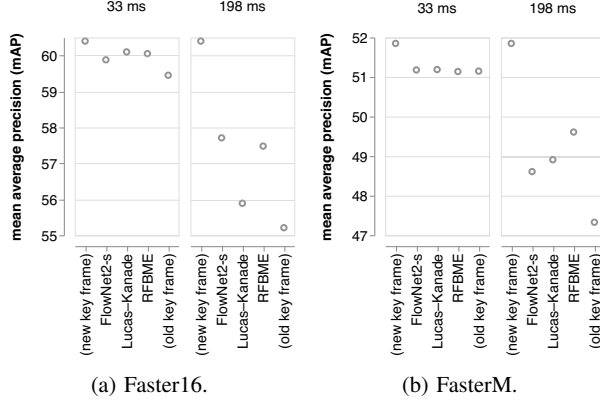 33 ms 198 ms
mean average precision (mAP)
60
59
58
57
56
55
(new key frame)
FlowNet2-s
Lucas–Kanade
RFBME
(old key frame)
(new key frame)
FlowNet2-s
Lucas–Kanade
RFBME
(old key frame)
(a) Faster16.
33 ms 198 ms
mean average precision (mAP)
52
51
50
49
48
47
(new key frame)
FlowNet2-s
Lucas–Kanade
RFBME
(old key frame)
(new key frame)
FlowNet2-s
Lucas–Kanade
RFBME
(old key frame)
(b) FasterM.